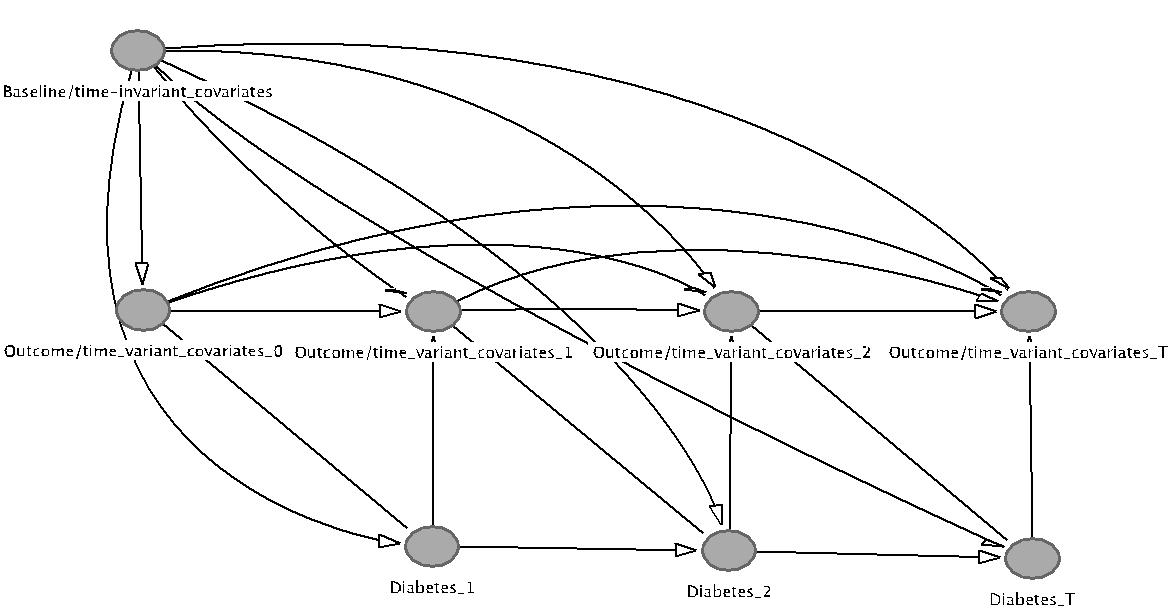 Baseline/time-invariant_covariates
Outcome/time_variant_covariates_0
Outcome/time_variant_covariates_1
Outcome/time_variant_covariates_2
Outcome/time_variant_covariates_T
Diabetes_1
Diabetes_2
Diabetes_T